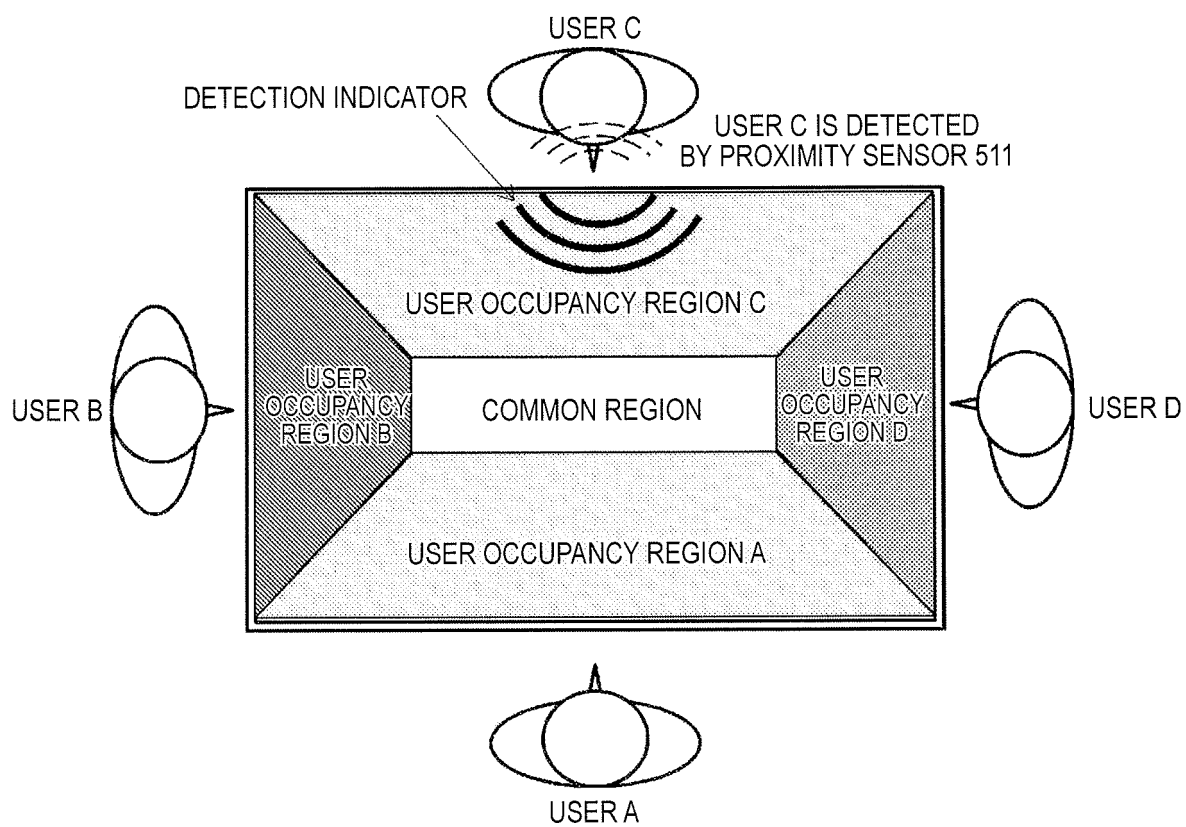 USER C
DETECTION INDICATOR
USER C IS DETECTED
BY PROXIMITY SENSOR 511
USER OCCUPANCY REGION C
USER B
USER
OCCUPANCY
REGION B
COMMON REGION
USER
OCCUPANCY
REGION D
USER D
USER OCCUPANCY REGION A
USER A